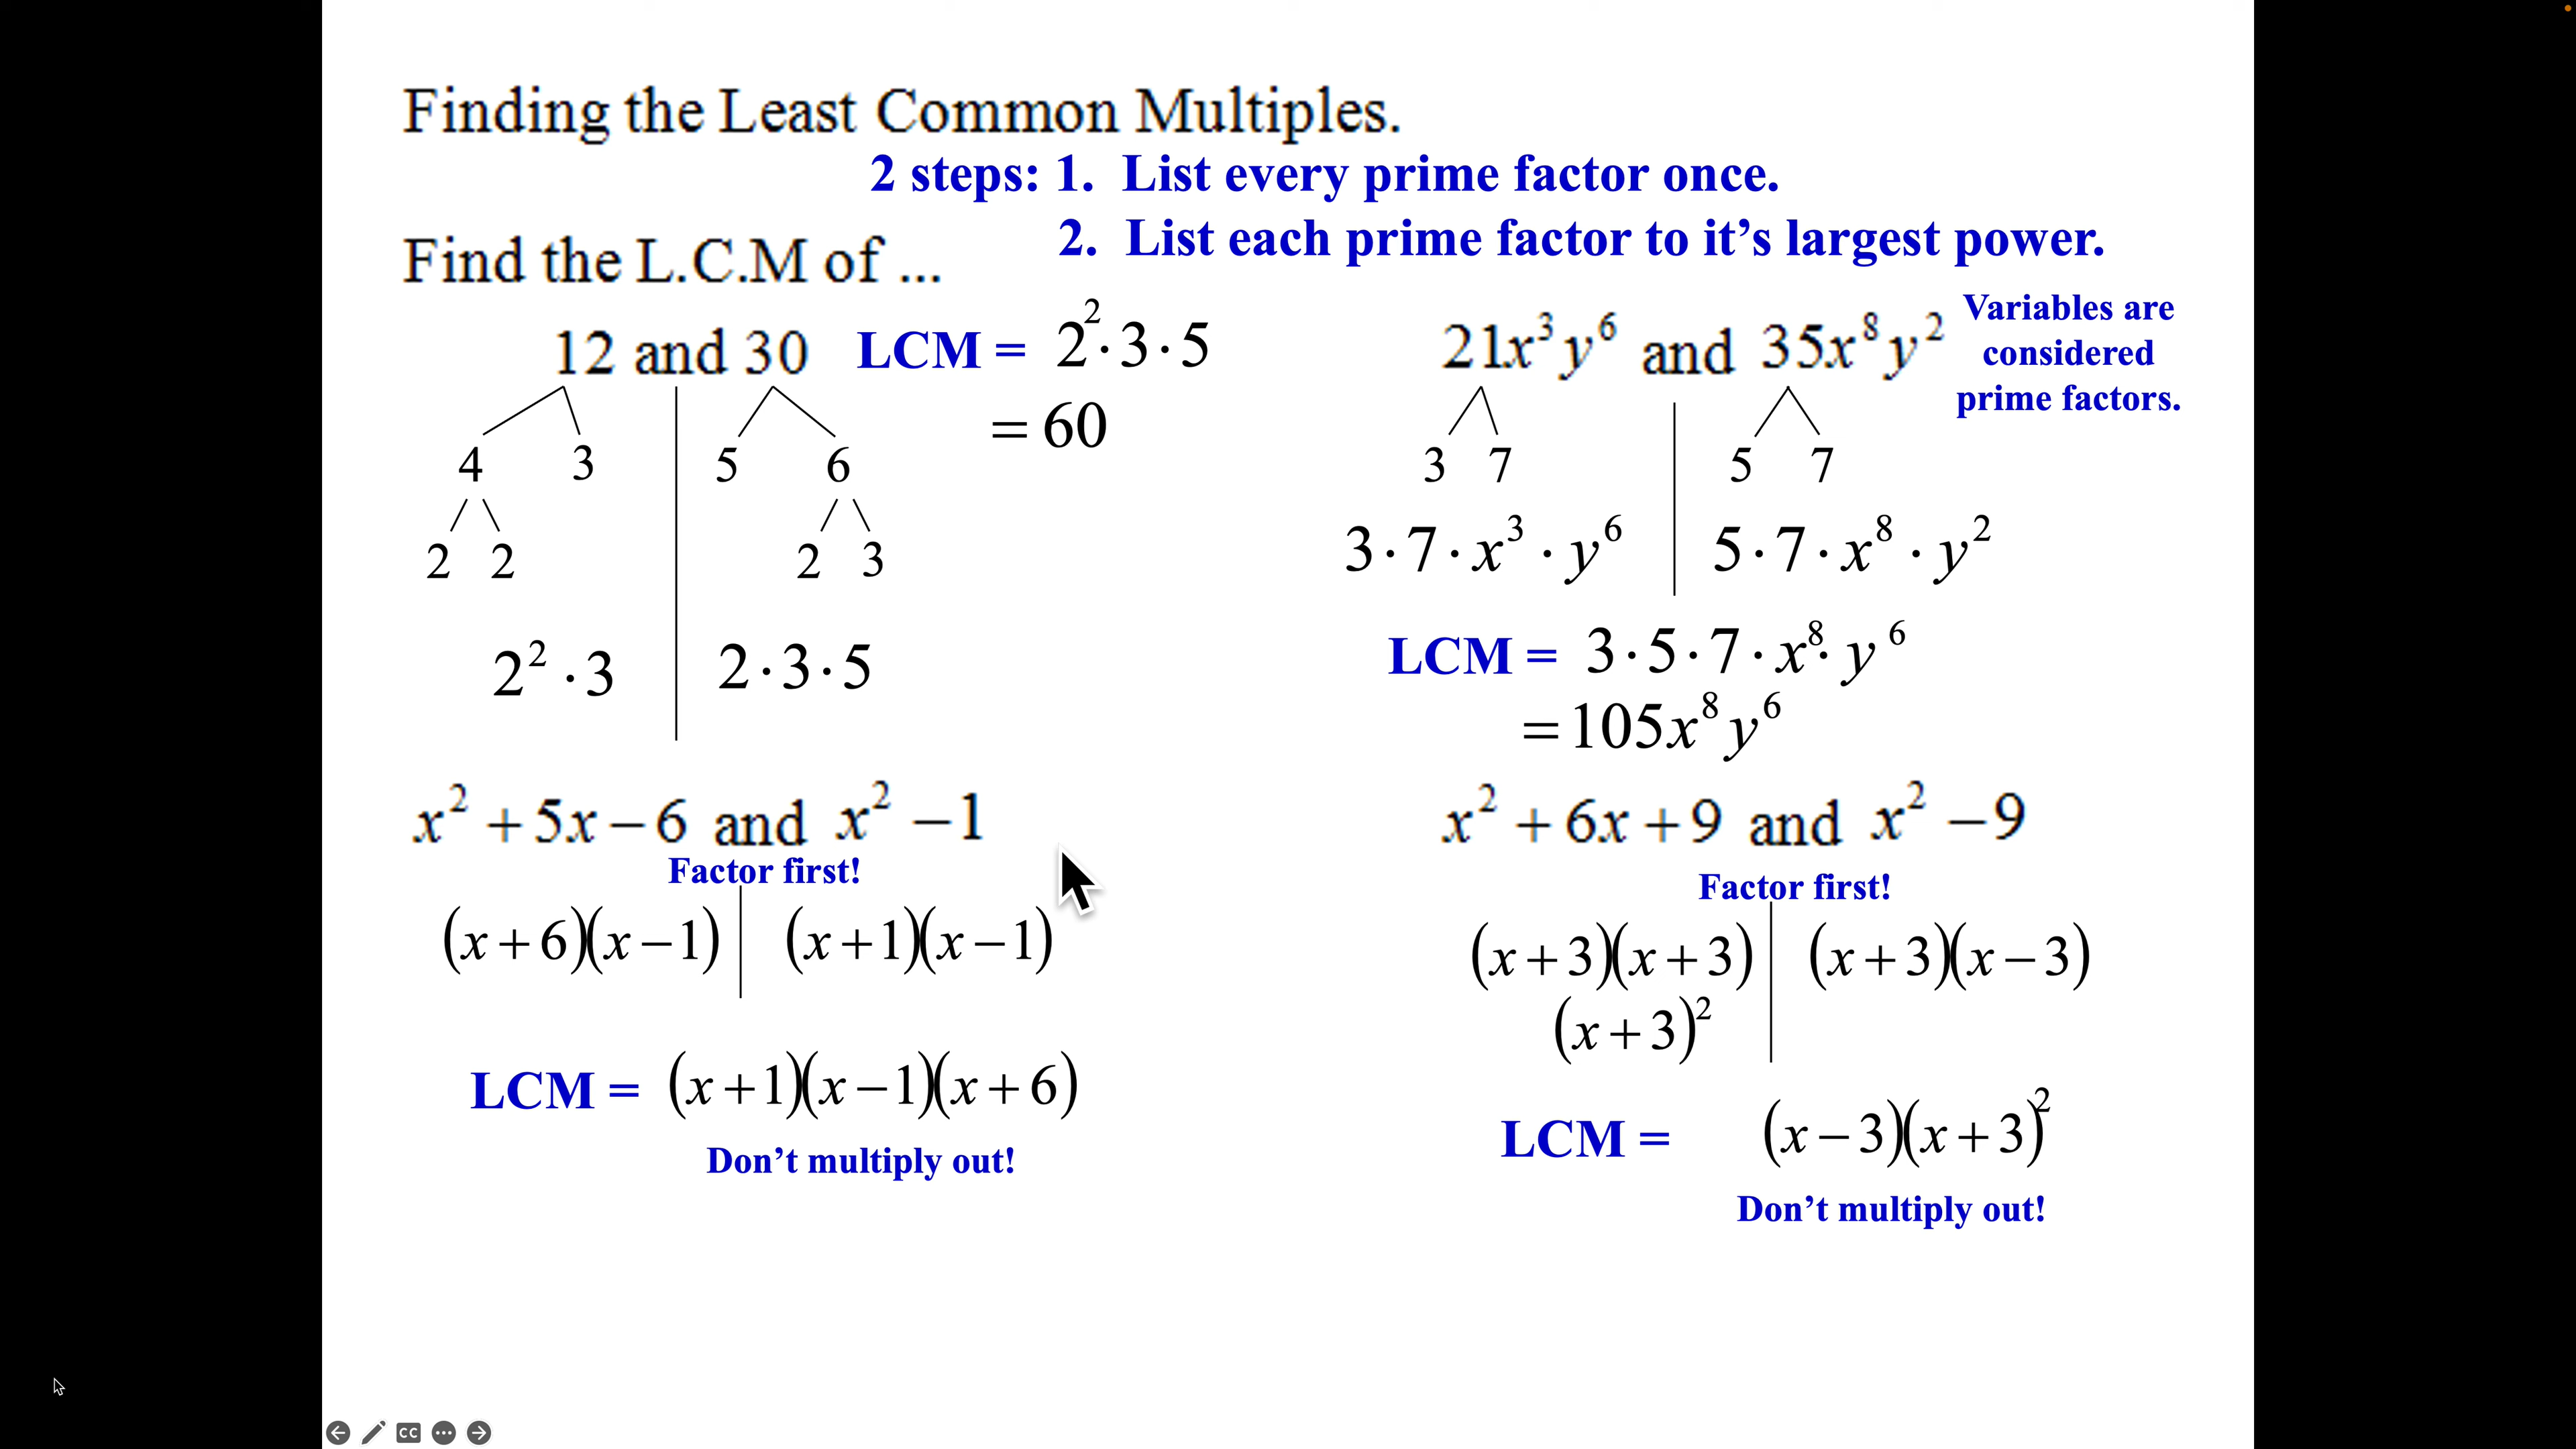 Finding the Least Common Multiples.
2 steps: 1. List every prime factor once.
2. List each prime factor to it’s largest power.
Find the L.C.M of ...
12 and 30
LCM = 2²·3·5
= 60
4 3 5 6
2 2 2 3
2²·3 2·3·5
21x³y⁶ and 35x⁸y²
Variables are
considered
prime factors.
3 7 5 7
3·7·x³·y⁶ 5·7·x⁸·y²
LCM = 3·5·7·x⁸·y⁶
=105x⁸y⁶
x²+5x−6 and x²−1
Factor first!
(x+6)(x−1) (x+1)(x−1)
LCM = (x+1)(x−1)(x+6)
Don’t multiply out!
x²+6x+9 and x²−9
Factor first!
(x+3)(x+3) (x+3)(x−3)
(x+3)²
LCM = (x−3)(x+3)²
Don’t multiply out!
CC